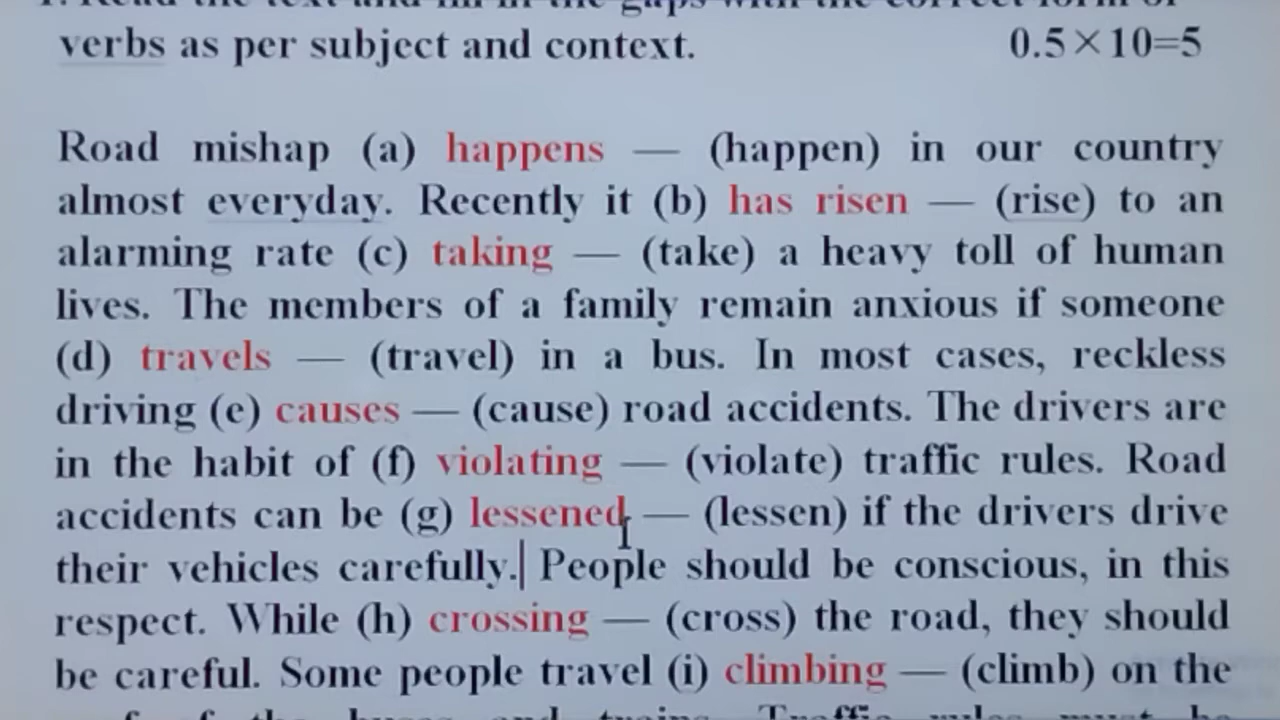 verbs as per subject and context. 0.5×10=5
Road mishap (a) happens — (happen) in our country
almost everyday. Recently it (b) has risen — (rise) to an
alarming rate (c) taking — (take) a heavy toll of human
lives. The members of a family remain anxious if someone
(d) travels — (travel) in a bus. In most cases, reckless
driving (e) causes — (cause) road accidents. The drivers are
in the habit of (f) violating — (violate) traffic rules. Road
accidents can be (g) lessened — (lessen) if the drivers drive
their vehicles carefully. People should be conscious, in this
respect. While (h) crossing — (cross) the road, they should
be careful. Some people travel (i) climbing — (climb) on the